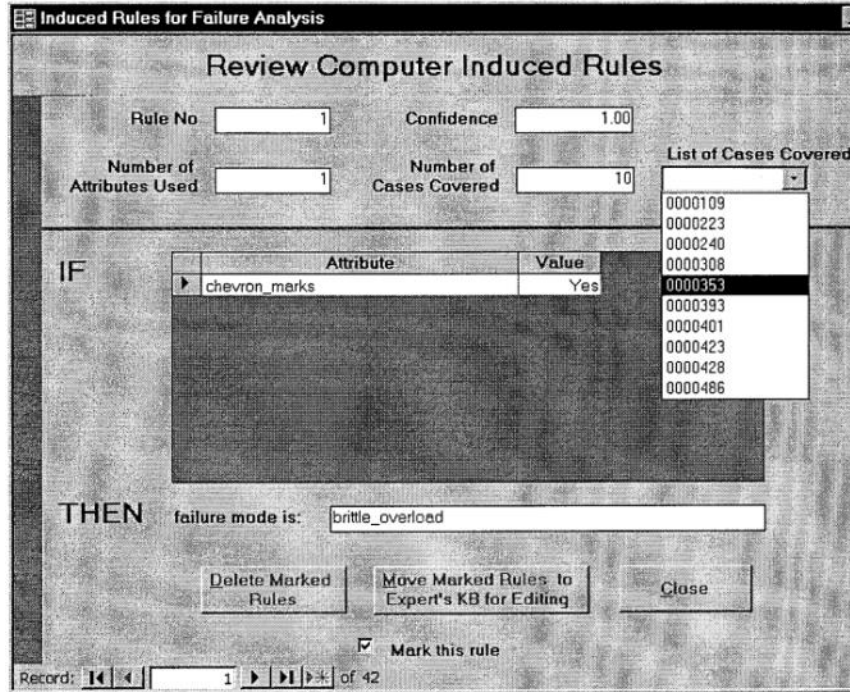 Induced Rules for Failure Analysis
Review Computer Induced Rules
Rule No 1 Confidence 1.00
Number of Attributes Used 1
Number of Cases Covered 10
List of Cases Covered
0000109
0000223
0000240
0000308
0000353
0000393
0000401
0000423
0000428
0000486
IF
Attribute Value
chevron_marks Yes
THEN failure mode is: brittle_overload
Delete Marked Rules
Move Marked Rules to Expert's KB for Editing
Close
Mark this rule
Record: 1 of 42